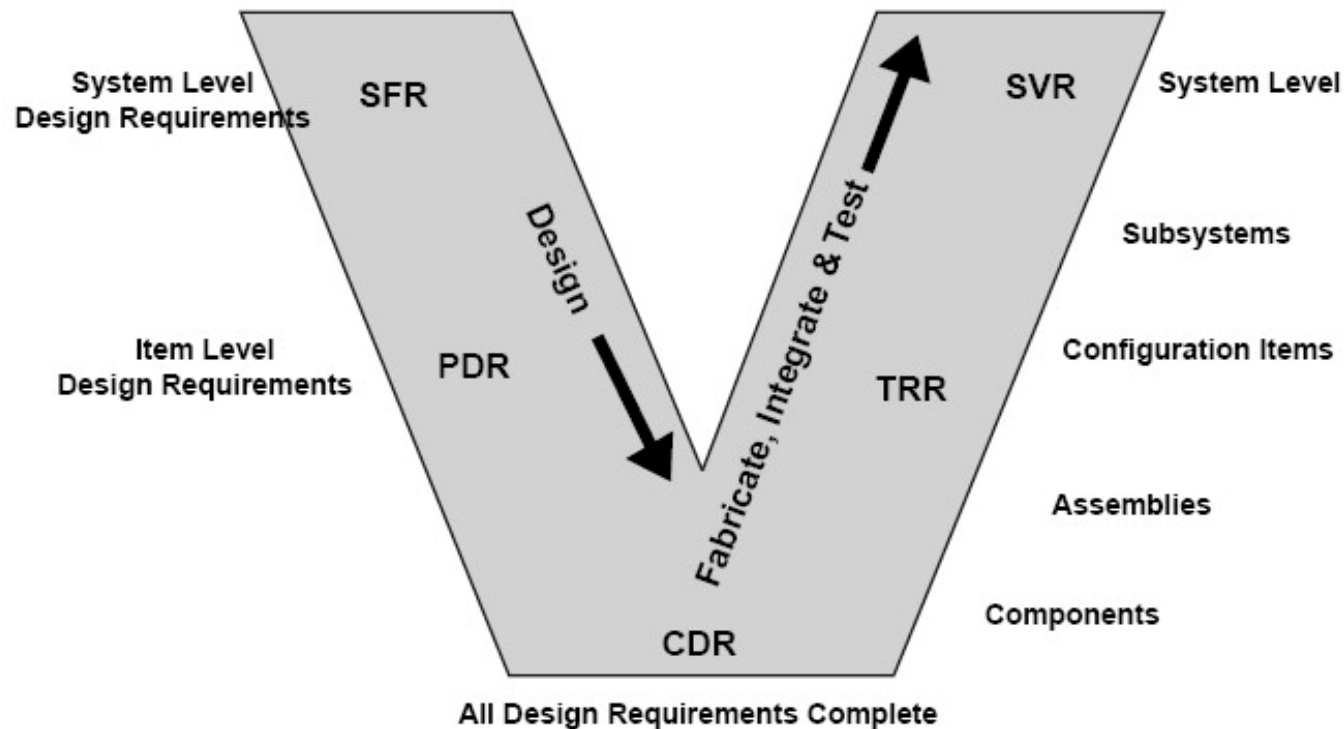 System Level
Design Requirements
SFR
SVR
System Level
Design
Fabricate, Integrate & Test
Subsystems
Item Level
Design Requirements
PDR
TRR
Configuration Items
Assemblies
Components
CDR
All Design Requirements Complete